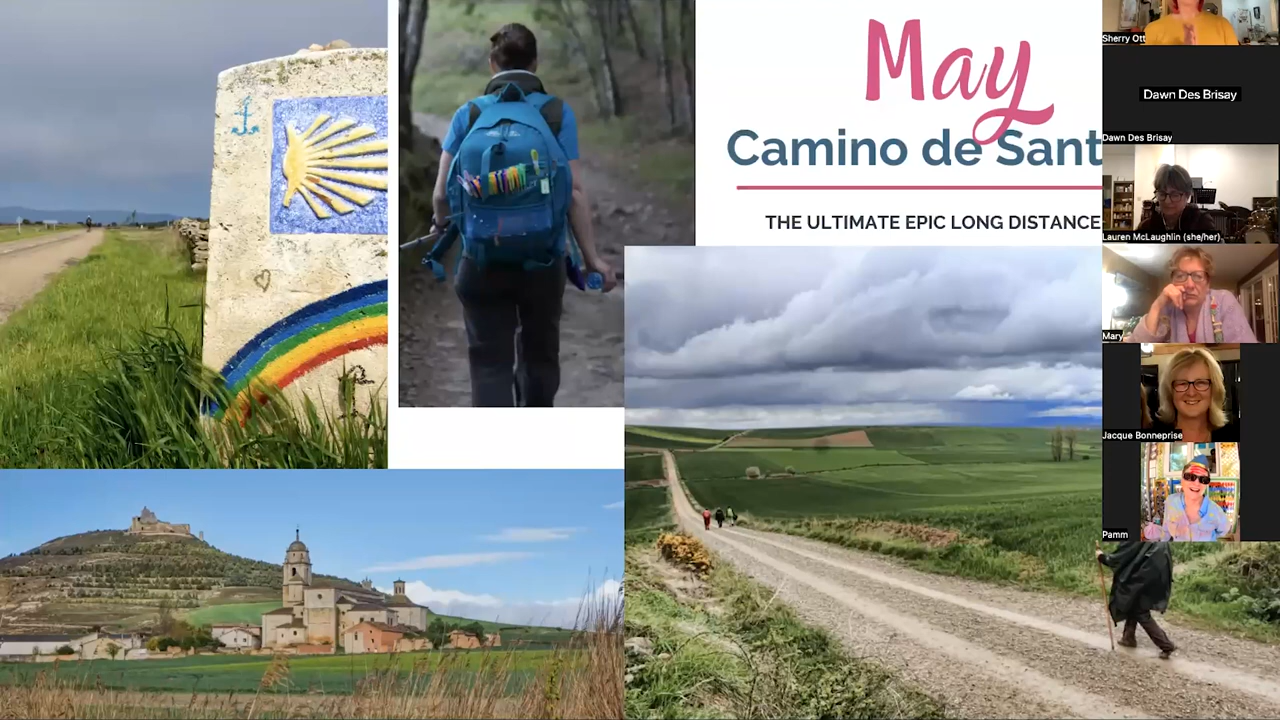 May
Camino de Sant
THE ULTIMATE EPIC LONG DISTANCE
Sherry Ott
Dawn Des Brisay
Dawn Des Brisay
Lauren McLaughlin (she/her)
Mary
Jacque Bonneprise
Pamm